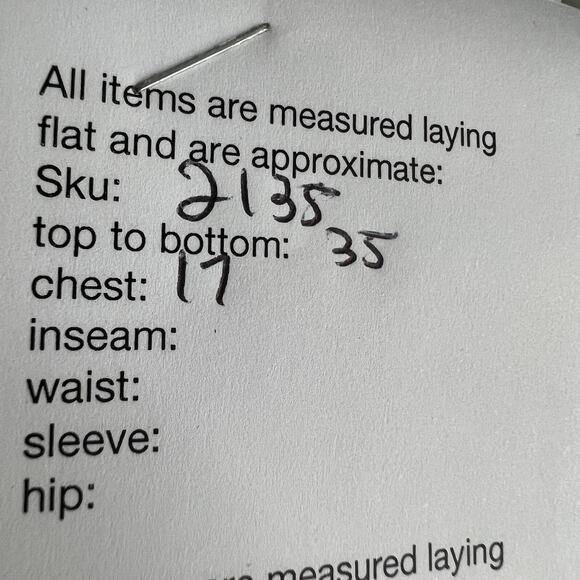 All items are measured laying
flat and are approximate:
Sku: 2135
top to bottom: 35
chest: 17
inseam:
waist:
sleeve:
hip:
measured laying